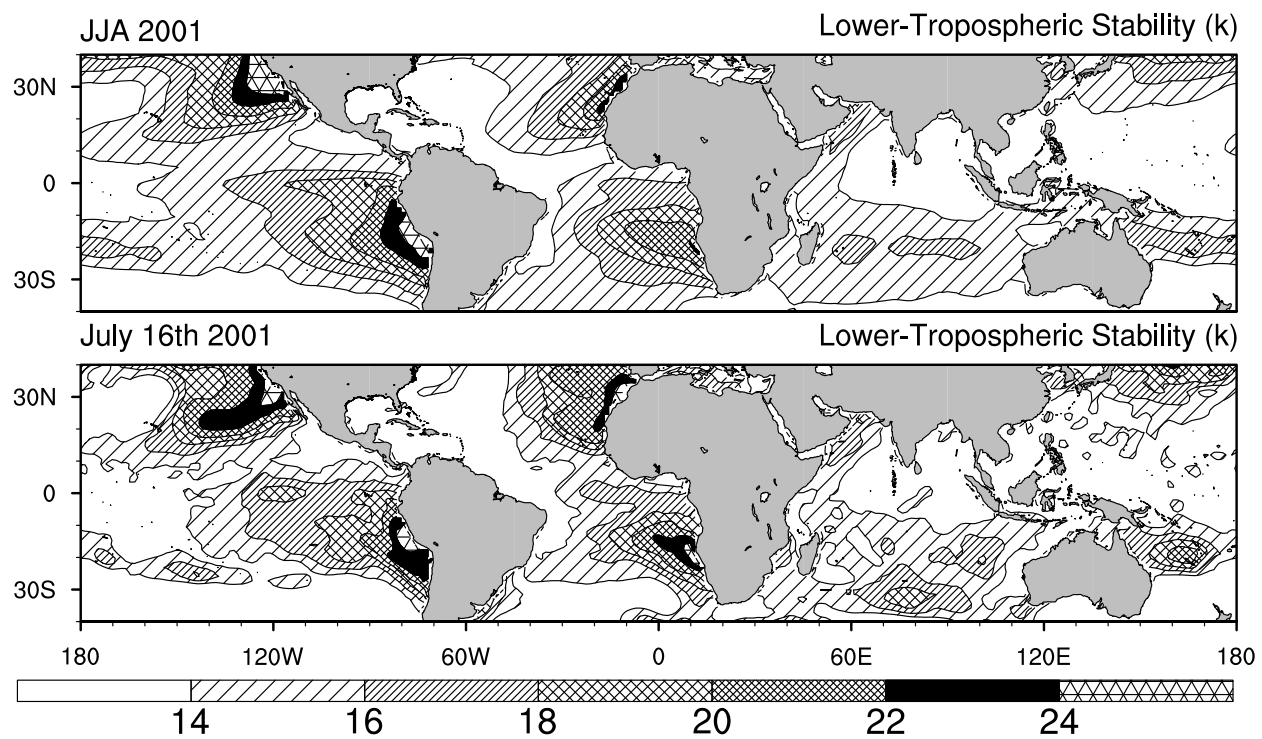 JJA 2001 Lower-Tropospheric Stability (k)
30N
0
30S
July 16th 2001 Lower-Tropospheric Stability (k)
30N
0
30S
180 120W 60W 0 60E 120E 180
14 16 18 20 22 24